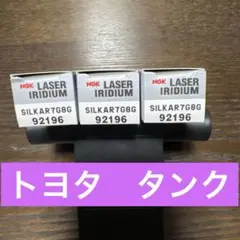 NGK LASER IRIDIUM
SILKAR7G8G
92196
NGK LASER IRIDIUM
SILKAR7G8G
92196
NGK LASER IRIDIUM
SILKAR7G8G
92196
トヨタ タンク